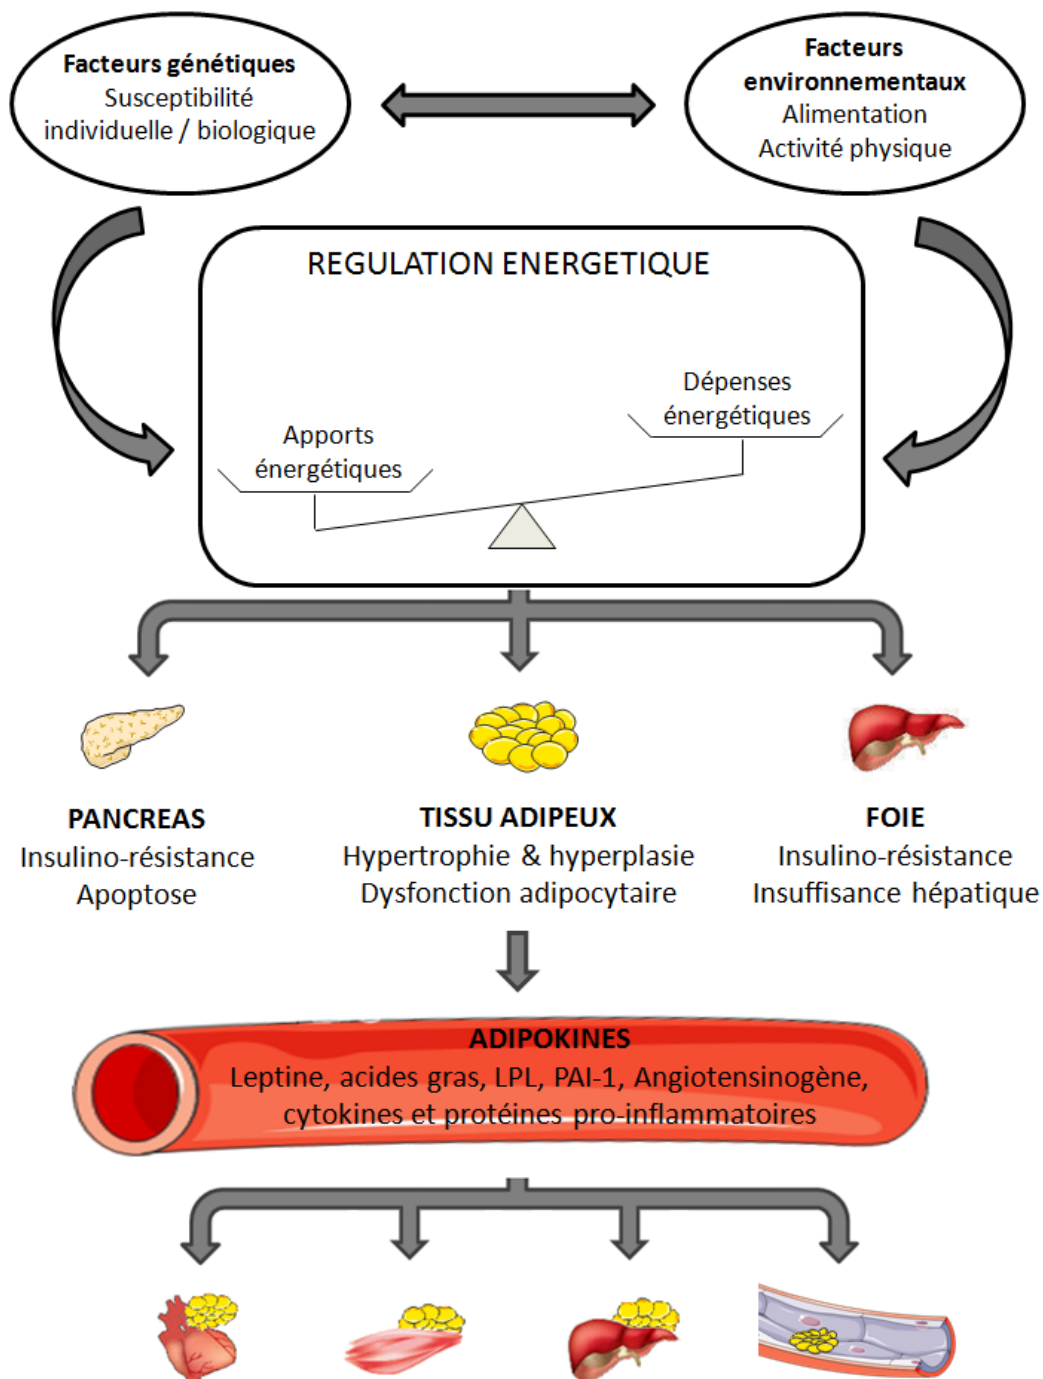 Facteurs génétiques
Susceptibilité
individuelle / biologique
Facteurs
environnementaux
Alimentation
Activité physique
REGULATION ENERGETIQUE
Dépenses
énergétiques
Apports
énergétiques
PANCREAS
Insulino-résistance
Apoptose
TISSU ADIPEUX
Hypertrophie & hyperplasie
Dysfonction adipocytaire
FOIE
Insulino-résistance
Insuffisance hépatique
ADIPOKINES
Leptine, acides gras, LPL, PAI-1, Angiotensinogène,
cytokines et protéines pro-inflammatoires